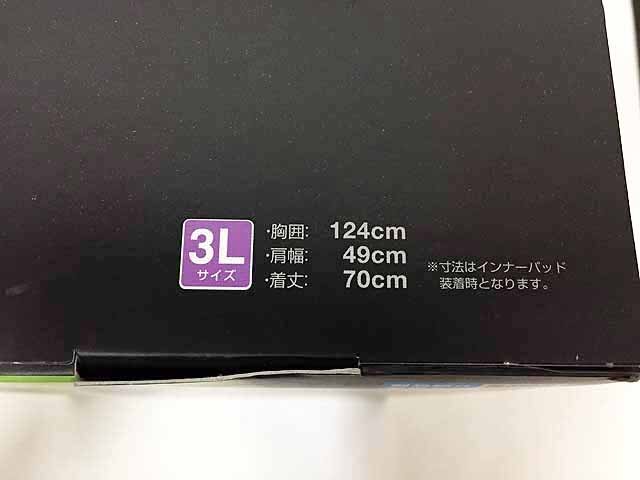 3L
サイズ
・胸囲: 124cm
・肩幅: 49cm
・着丈: 70cm
※寸法はインナーパッド
装着時となります。